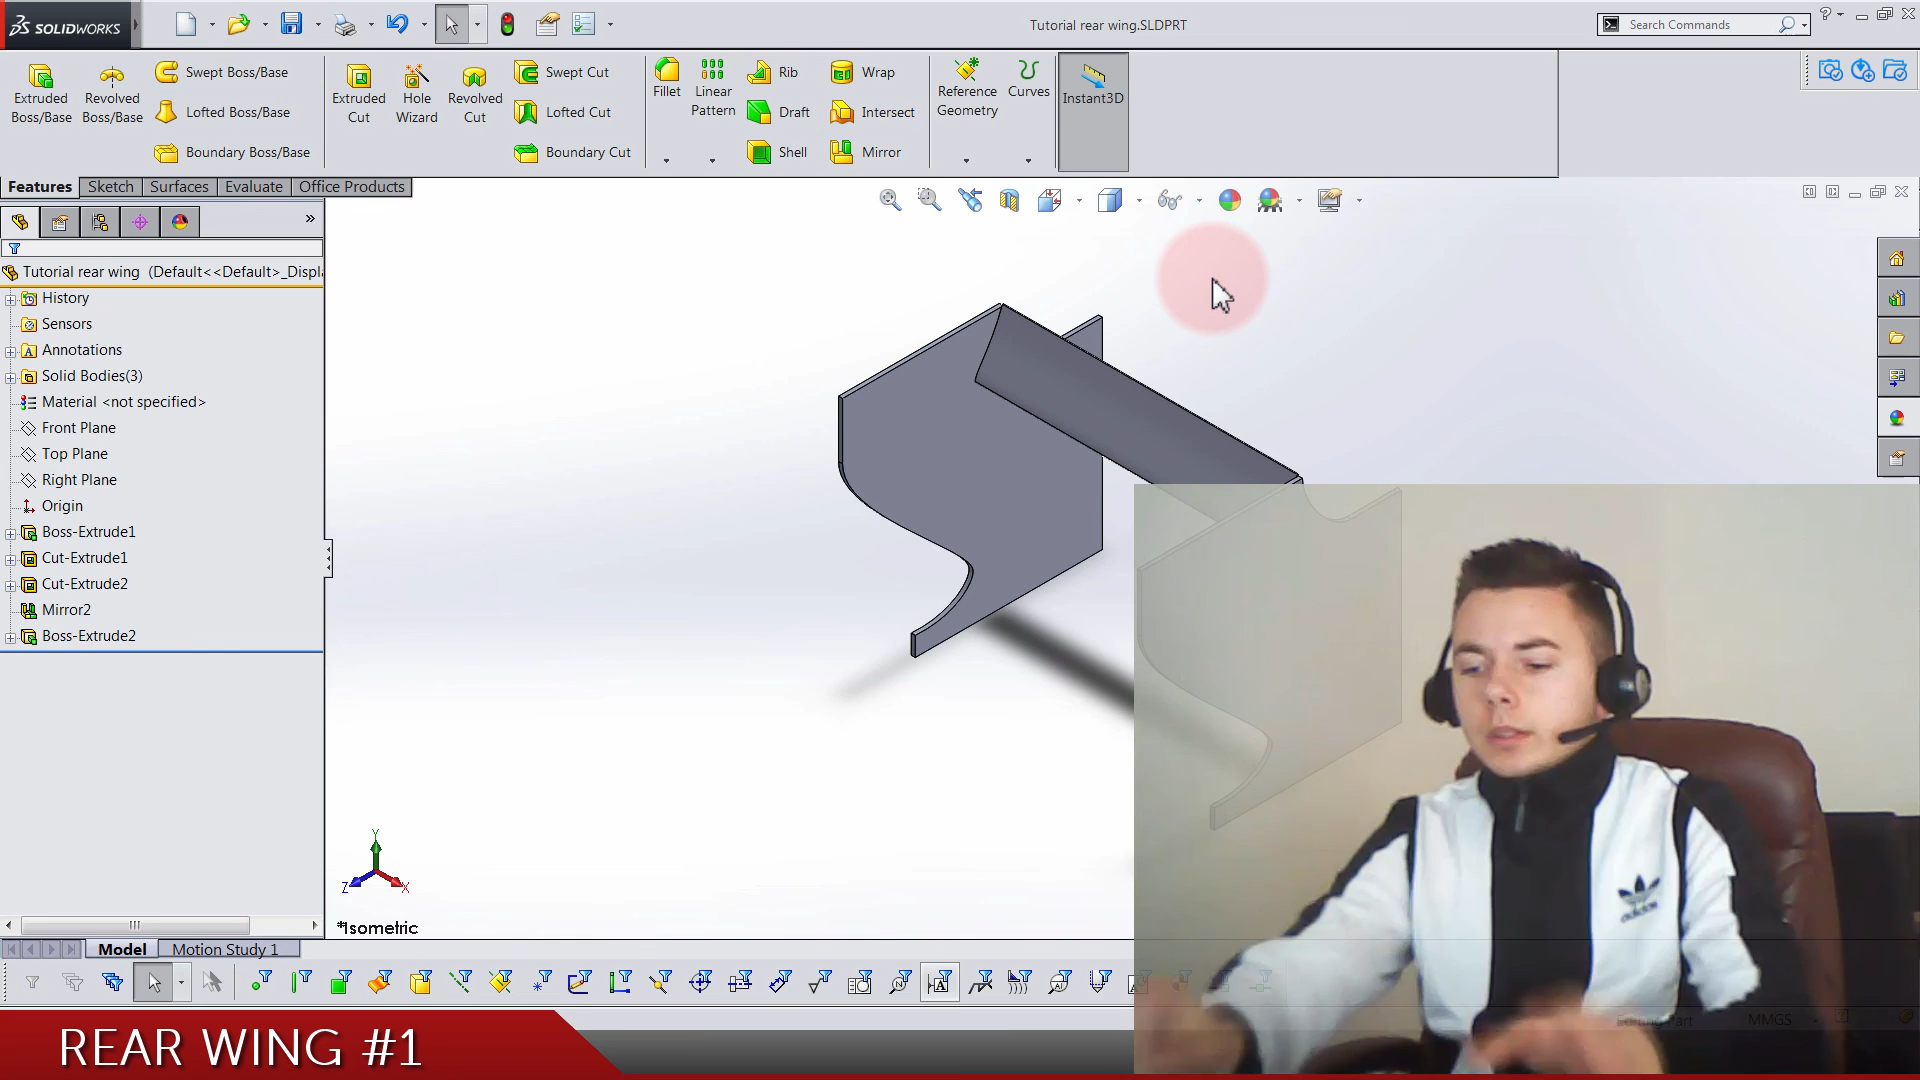 SOLIDWORKS
Tutorial rear wing.SLDPRT
Search Commands
Extruded Boss/Base
Revolved Boss/Base
Swept Boss/Base
Lofted Boss/Base
Boundary Boss/Base
Extruded Cut
Hole Wizard
Revolved Cut
Swept Cut
Lofted Cut
Boundary Cut
Fillet
Linear Pattern
Rib
Draft
Shell
Wrap
Intersect
Mirror
Reference Geometry
Curves
Instant3D
Features
Sketch
Surfaces
Evaluate
Office Products
Tutorial rear wing (Default<<Default>_Displ
History
Sensors
Annotations
Solid Bodies(3)
Material <not specified>
Front Plane
Top Plane
Right Plane
Origin
Boss-Extrude1
Cut-Extrude1
Cut-Extrude2
Mirror2
Boss-Extrude2
Y
Z
X
*Isometric
Model
Motion Study 1
Editing Part
MMGS
adidas
REAR WING #1